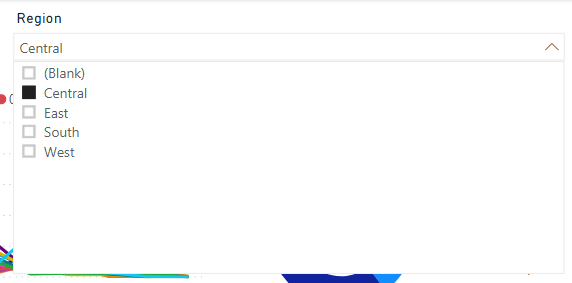 Region
Central
(Blank)
Central
East
South
West